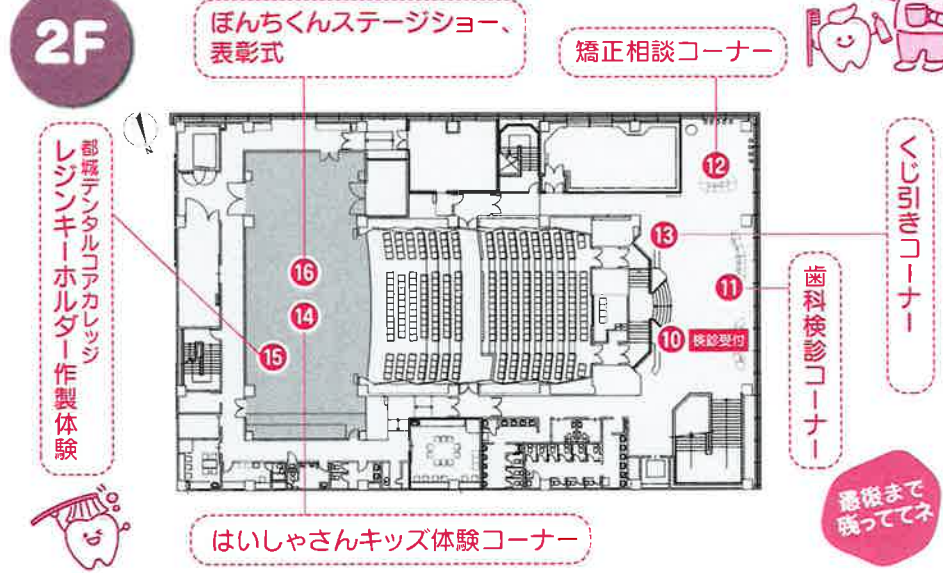 2F
ぼんちくんステージショー、
表彰式
矯正相談コーナー
都城デンタルコアカレッジ
レジンキーホルダー作製体験
くじ引きコーナー
歯科検診コーナー
12
13
16
11
14
10 検診受付
15
はいしゃさんキッズ体験コーナー
最後まで
残っててネ